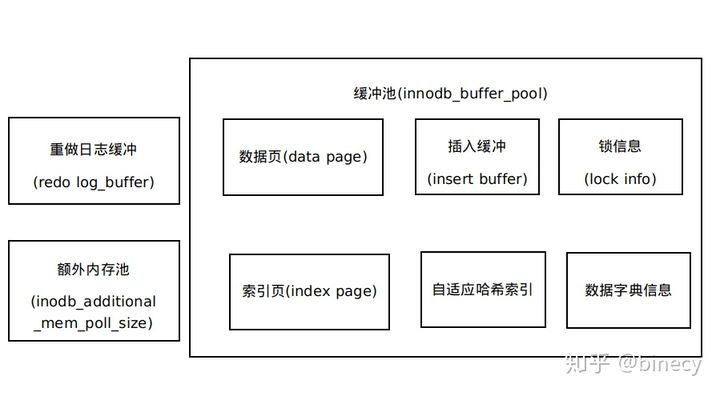 缓冲池(innodb_buffer_pool)
重做日志缓冲
(redo log_buffer)
数据页(data page)
插入缓冲
(insert buffer)
锁信息
(lock info)
额外内存池
(inodb_additional
_mem_poll_size)
索引页(index page)
自适应哈希索引
数据字典信息
知乎 @binecy